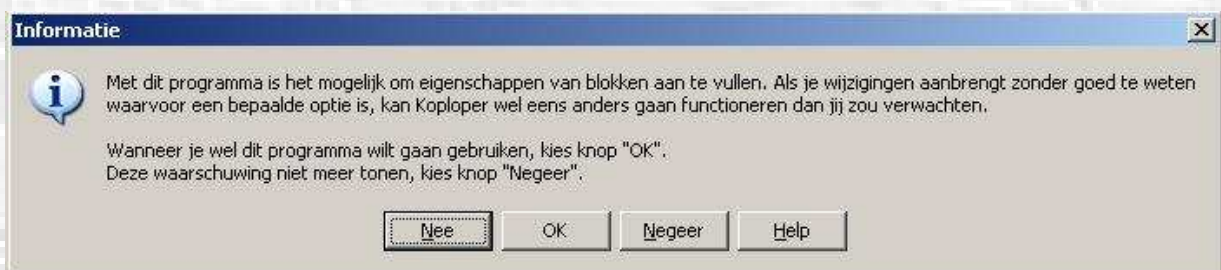 Informatie
Met dit programma is het mogelijk om eigenschappen van blokken aan te vullen. Als je wijzigingen aanbrengt zonder goed te weten
waarvoor een bepaalde optie is, kan Koploper wel eens anders gaan functioneren dan jij zou verwachten.
Wanneer je wel dit programma wilt gaan gebruiken, kies knop "OK".
Deze waarschuwing niet meer tonen, kies knop "Negeer".
Nee OK Negeer Help